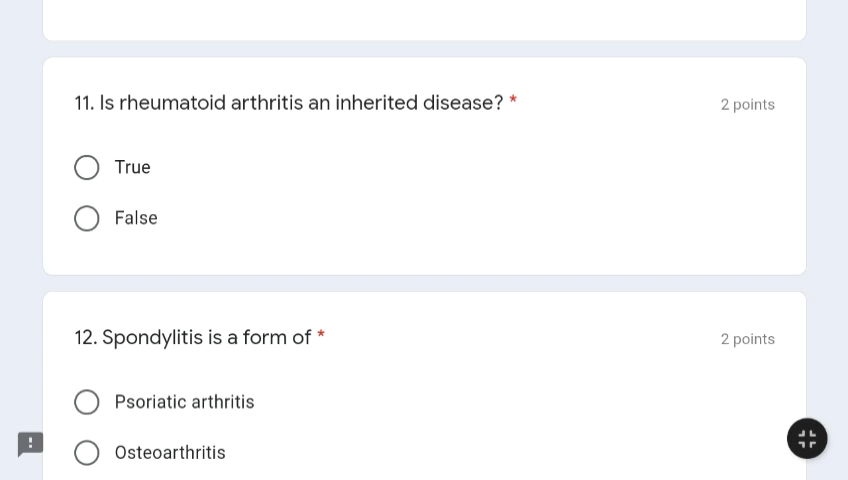 11. Is rheumatoid arthritis an inherited disease? *
2 points
True
False
12. Spondylitis is a form of *
2 points
Psoriatic arthritis
Osteoarthritis